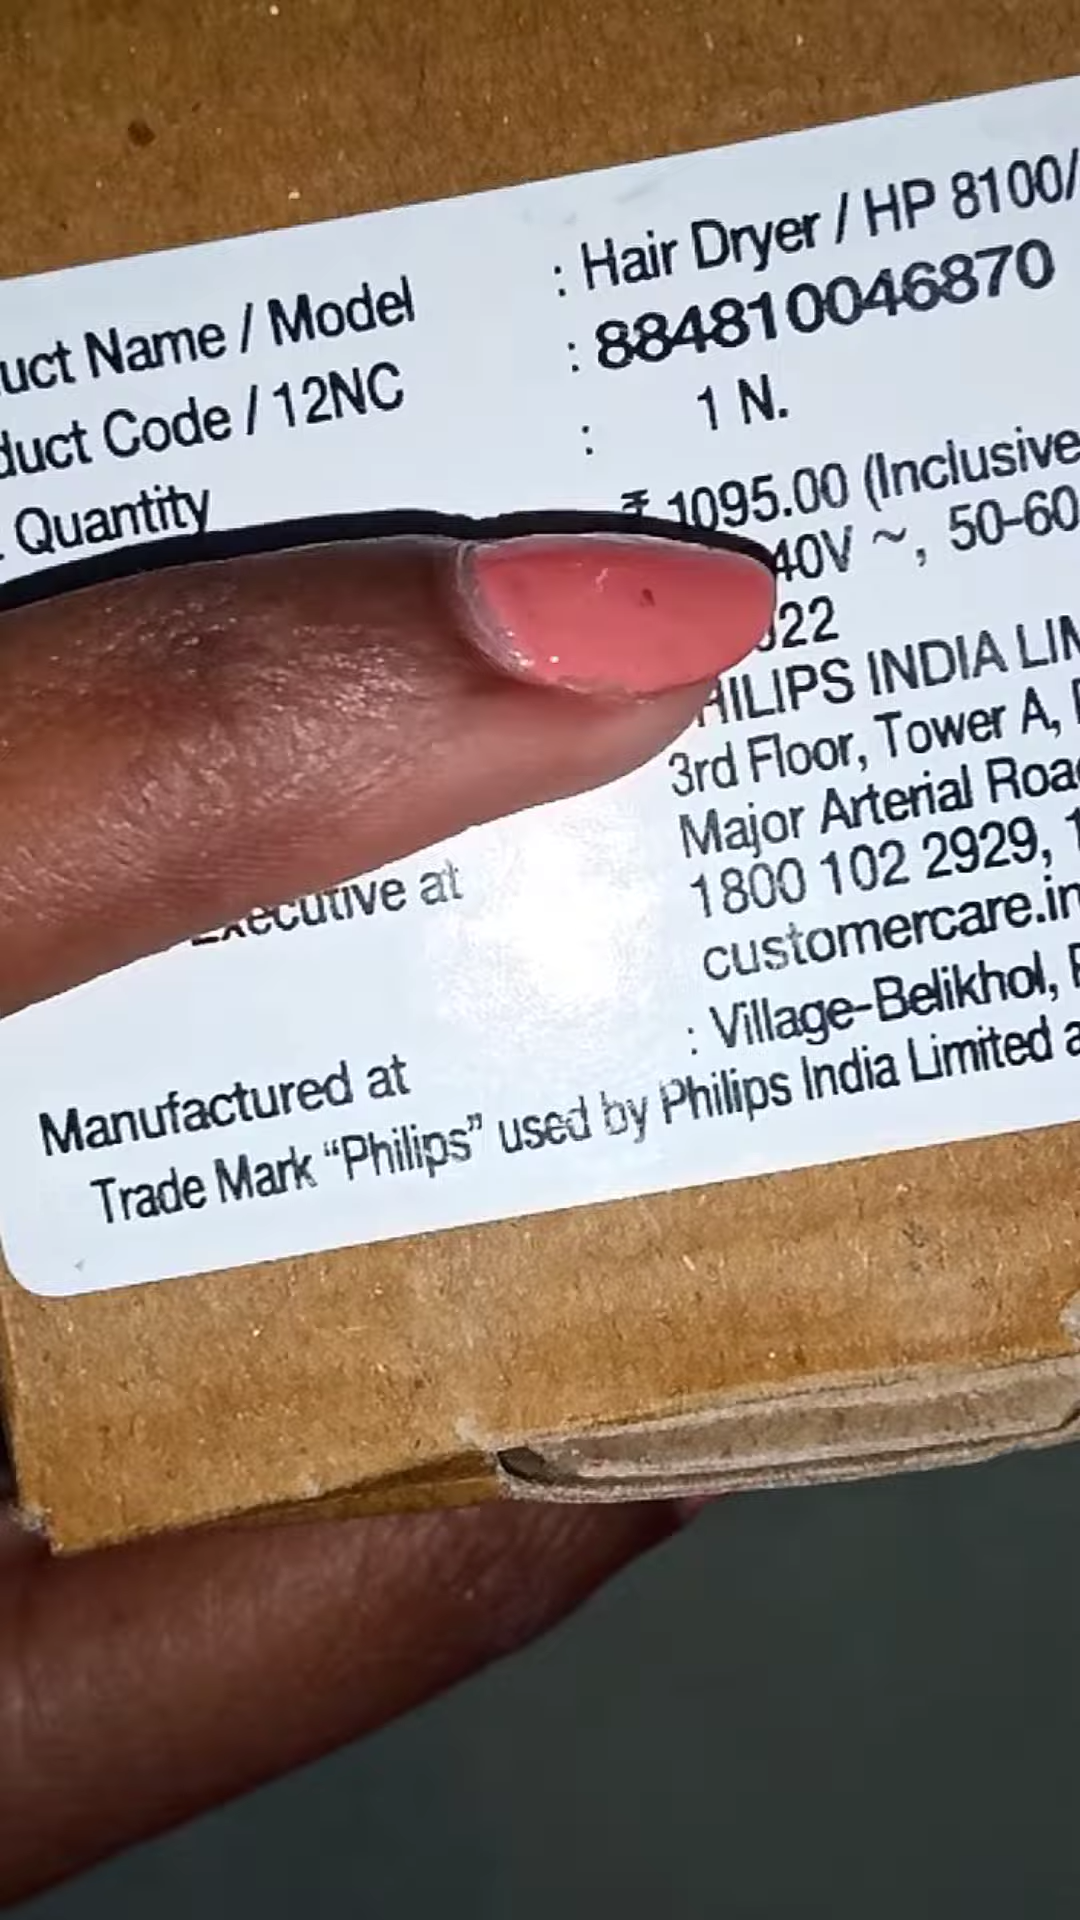 uct Name / Model : Hair Dryer / HP 8100/
duct Code / 12NC : 884810046870
Quantity : 1 N.
₹ 1095.00 (Inclusive
40V ~, 50-60
022
HILIPS INDIA LIM
3rd Floor, Tower A,
Major Arterial Roa
Executive at 1800 102 2929, 1
customercare.in
Manufactured at : Village-Belikhol,
Trade Mark “Philips” used by Philips India Limited a